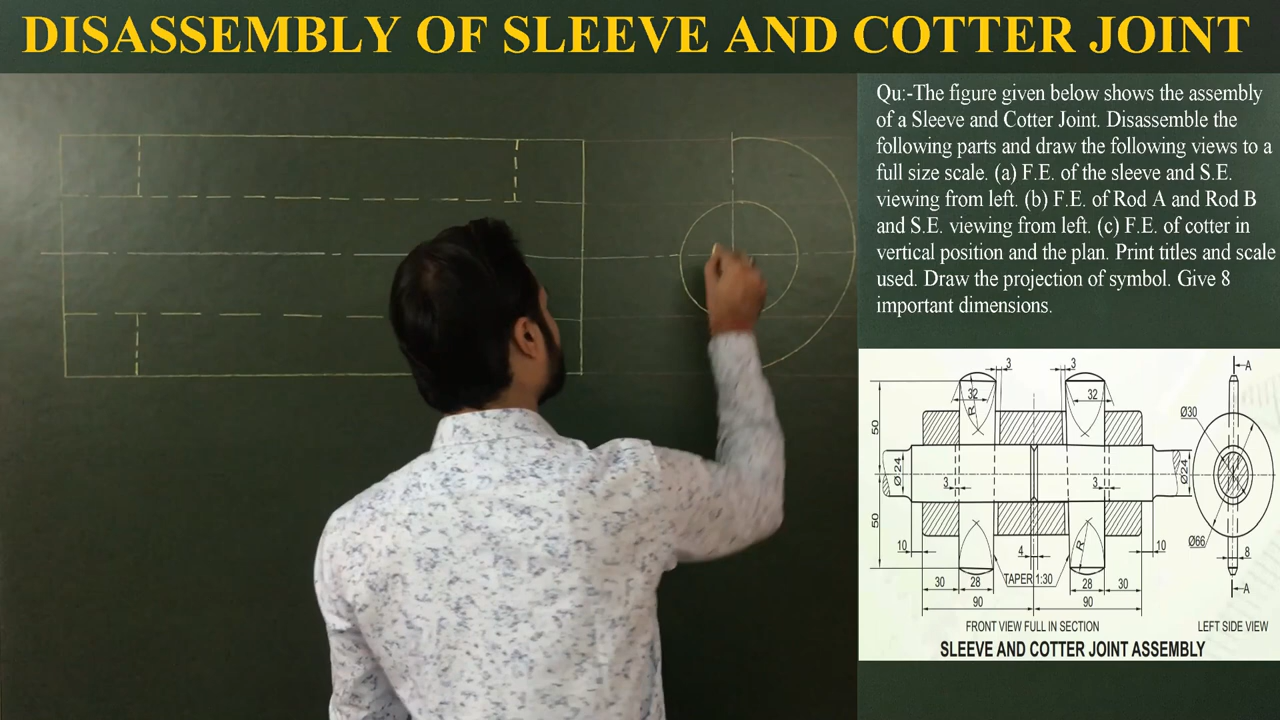 DISASSEMBLY OF SLEEVE AND COTTER JOINT
Qu:-The figure given below shows the assembly
of a Sleeve and Cotter Joint. Disassemble the
following parts and draw the following views to a
full size scale. (a) F.E. of the sleeve and S.E.
viewing from left. (b) F.E. of Rod A and Rod B
and S.E. viewing from left. (c) F.E. of cotter in
vertical position and the plan. Print titles and scale
used. Draw the projection of symbol. Give 8
important dimensions.
3
3
A
32
R
32
Ø30
50
Ø 24
3
3
Ø24
50
10
4
R
10
Ø66
8
TAPER 1:30
30
28
28
30
A
90
90
FRONT VIEW FULL IN SECTION
LEFT SIDE VIEW
SLEEVE AND COTTER JOINT ASSEMBLY